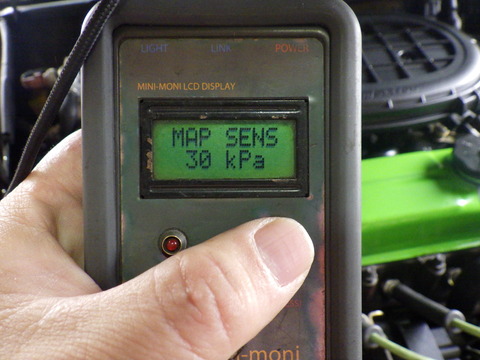 LIGHT LINK POWER
MINI-MONI LCD DISPLAY
MAP SENS
30 kPa
-moni